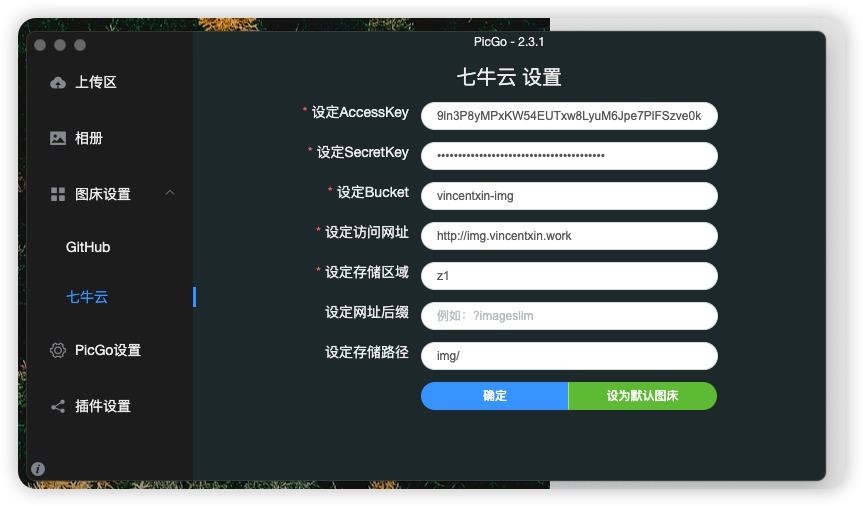 PicGo - 2.3.1
上传区
相册
图床设置
GitHub
七牛云
PicGo设置
插件设置
七牛云 设置
* 设定AccessKey
9In3P8yMPxKW54EUTxw8LyuM6Jpe7PIFSzve0k
* 设定SecretKey
••••••••••••••••••••••••••••••••••••••••
* 设定Bucket
vincentxin-img
* 设定访问网址
http://img.vincentxin.work
* 设定存储区域
z1
设定网址后缀
例如：?imageslim
设定存储路径
img/
确定
设为默认图床